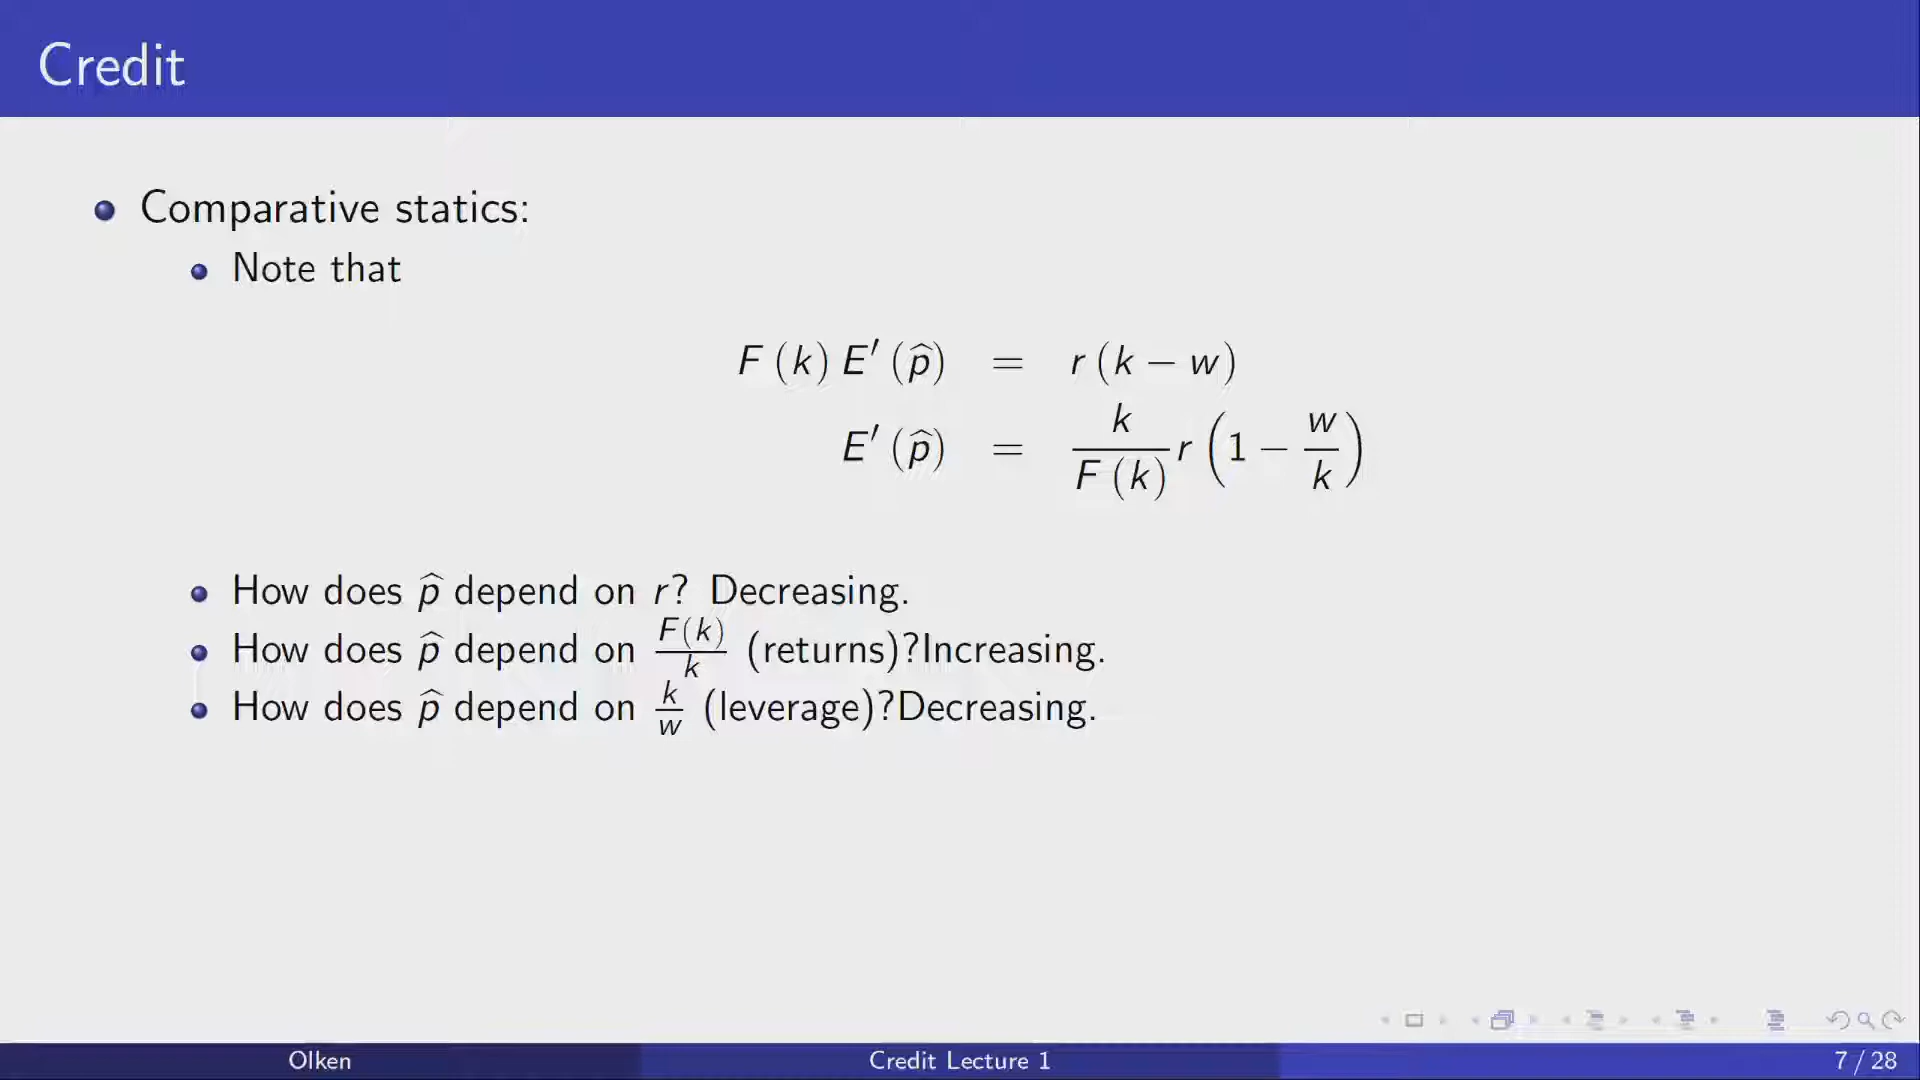 Credit
Comparative statics:
Note that
F (k) E′ (p̂) = r (k − w)
E′ (p̂) = k/F (k) r (1 − w/k)
How does p̂ depend on r? Decreasing.
How does p̂ depend on F(k)/k (returns)?Increasing.
How does p̂ depend on k/w (leverage)?Decreasing.
Olken Credit Lecture 1 7 / 28